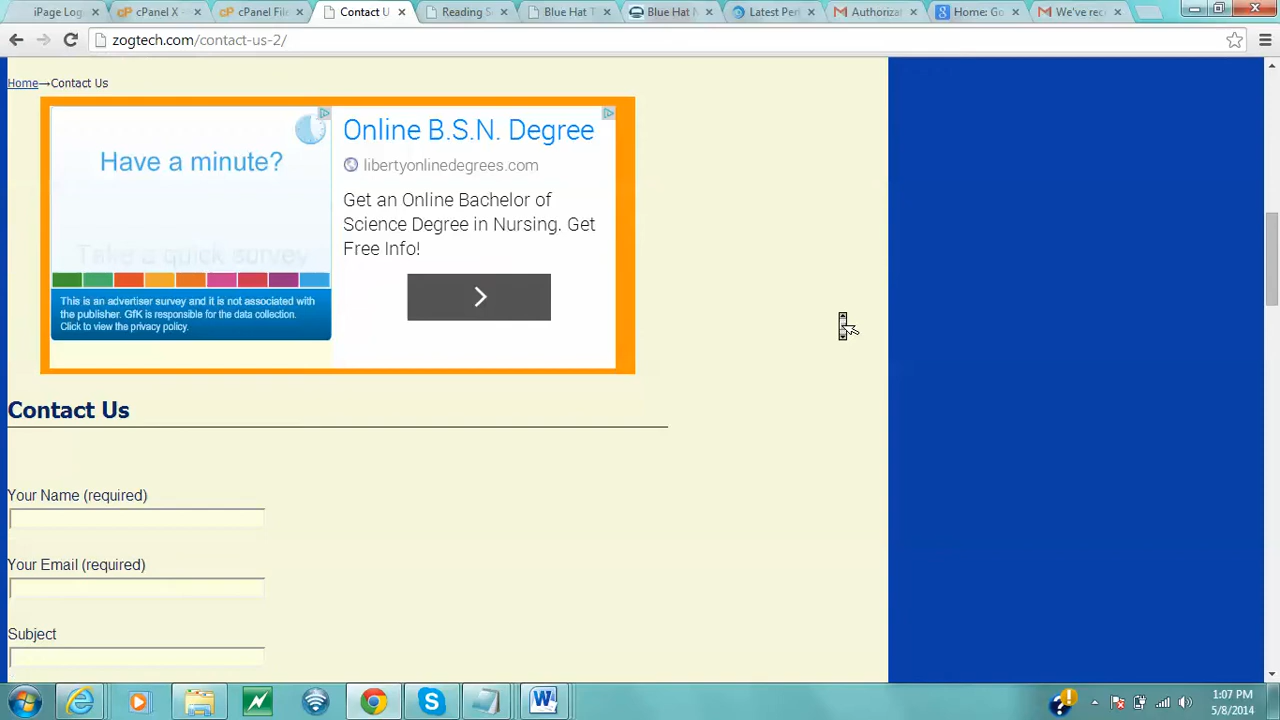 iPage Log
cPanel X -
cPanel File
Contact U
Reading S
Blue Hat T
Blue Hat N
Latest Per
Authoriza
Home: Go
We've rec
zogtech.com/contact-us-2/
Home→Contact Us
Have a minute?
Take a quick survey
This is an advertiser survey and it is not associated with
the publisher. GfK is responsible for the data collection.
Click to view the privacy policy.
Online B.S.N. Degree
libertyonlinedegrees.com
Get an Online Bachelor of
Science Degree in Nursing. Get
Free Info!
Contact Us
Your Name (required)
Your Email (required)
Subject
1:07 PM
5/8/2014